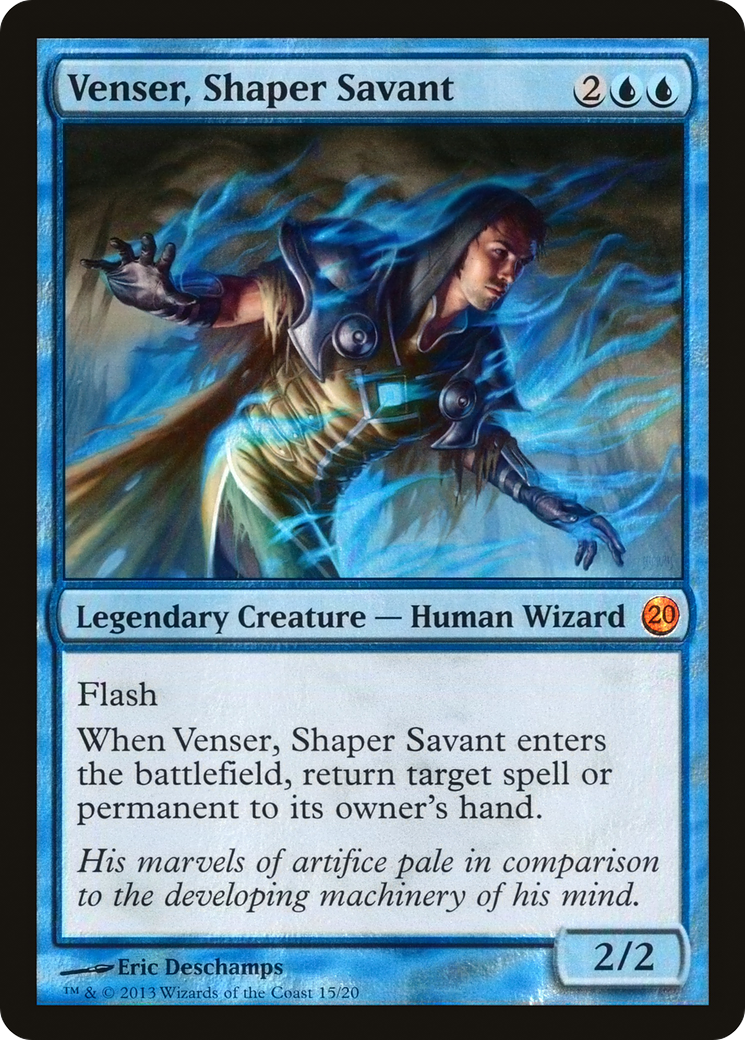 Venser, Shaper Savant 2
Legendary Creature — Human Wizard 20
Flash
When Venser, Shaper Savant enters
the battlefield, return target spell or
permanent to its owner's hand.
His marvels of artifice pale in comparison
to the developing machinery of his mind.
2/2
Eric Deschamps
™ & © 2013 Wizards of the Coast 15/20